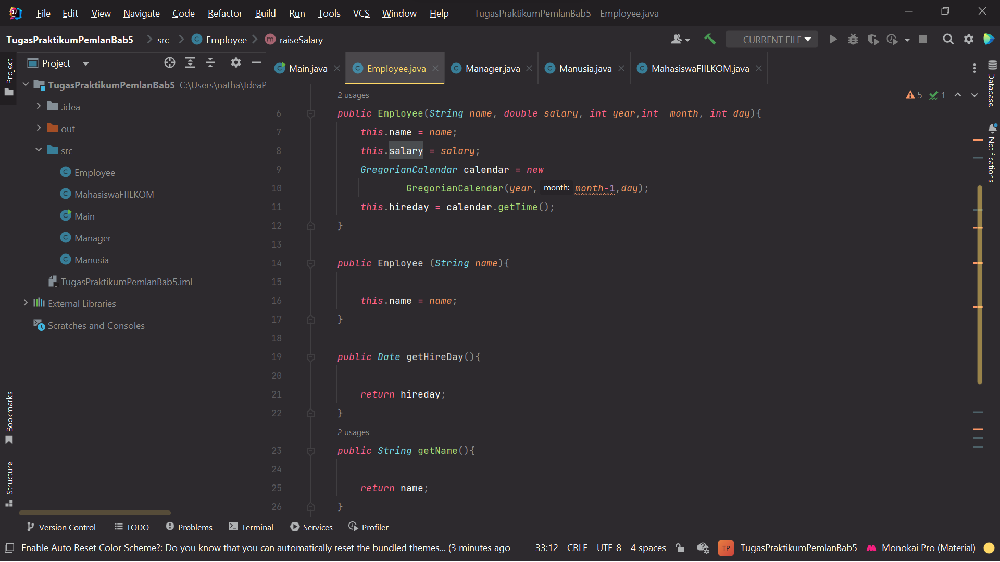 File Edit View Navigate Code Refactor Build Run Tools VCS Window Help TugasPraktikumPemlanBab5 - Employee.java
TugasPraktikumPemlanBab5 src Employee raiseSalary CURRENT FILE
Project
Project
Main.java Employee.java Manager.java Manusia.java MahasiswaFIILKOM.java
Database
Notifications
TugasPraktikumPemlanBab5 C:\Users\natha\IdeaP
.idea
out
src
Employee
MahasiswaFIILKOM
Main
Manager
Manusia
TugasPraktikumPemlanBab5.iml
External Libraries
Scratches and Consoles
Bookmarks
Structure
2 usages
5 1
6 public Employee(String name, double salary, int year,int  month, int day){
7 this.name = name;
8 this.salary = salary;
9 GregorianCalendar calendar = new
10 GregorianCalendar(year, month: month-1,day);
11 this.hireday = calendar.getTime();
12 }
13
14 public Employee (String name){
15
16 this.name = name;
17 }
18
19 public Date getHireDay(){
20
21 return hireday;
22 }
2 usages
23 public String getName(){
24
25 return name;
26 }
Version Control TODO Problems Terminal Services Profiler
Enable Auto Reset Color Scheme?: Do you know that you can automatically reset the bundled themes... (3 minutes ago 33:12 CRLF UTF-8 4 spaces TP TugasPraktikumPemlanBab5 Monokai Pro (Material)